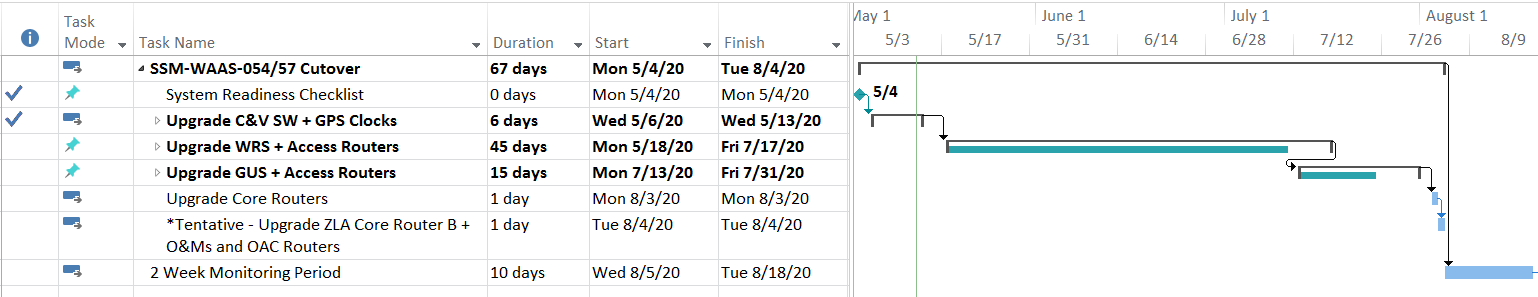 May 1 June 1 July 1 August 1
Task
Mode Task Name Duration Start Finish 5/3 5/17 5/31 6/14 6/28 7/12 7/26 8/9
SSM-WAAS-054/57 Cutover 67 days Mon 5/4/20 Tue 8/4/20
System Readiness Checklist 0 days Mon 5/4/20 Mon 5/4/20 5/4
Upgrade C&V SW + GPS Clocks 6 days Wed 5/6/20 Wed 5/13/20
Upgrade WRS + Access Routers 45 days Mon 5/18/20 Fri 7/17/20
Upgrade GUS + Access Routers 15 days Mon 7/13/20 Fri 7/31/20
Upgrade Core Routers 1 day Mon 8/3/20 Mon 8/3/20
*Tentative - Upgrade ZLA Core Router B + 1 day Tue 8/4/20 Tue 8/4/20
O&Ms and OAC Routers
2 Week Monitoring Period 10 days Wed 8/5/20 Tue 8/18/20